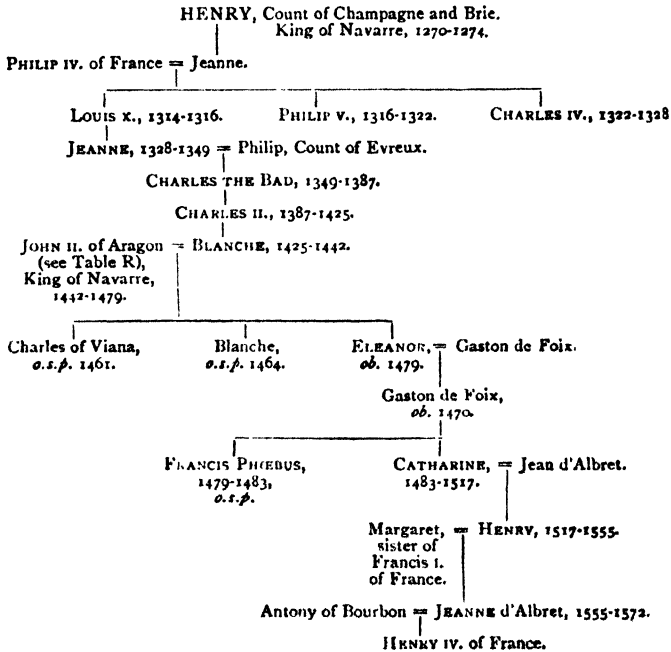 HENRY, Count of Champagne and Brie.
King of Navarre, 1270-1274.
PHILIP IV. of France = Jeanne.
LOUIS X., 1314-1316. PHILIP V., 1316-1322. CHARLES IV., 1322-1328
JEANNE, 1328-1349 = Philip, Count of Evreux.
CHARLES THE BAD, 1349-1387.
CHARLES II., 1387-1425.
JOHN II. of Aragon = BLANCHE, 1425-1442.
(see Table R),
King of Navarre,
1442-1479.
Charles of Viana, Blanche, ELEANOR, = Gaston de Foix.
o.s.p. 1461. o.s.p. 1464. ob. 1479.
Gaston de Foix,
ob. 1470.
FRANCIS PHŒBUS, CATHARINE, = Jean d'Albret.
1479-1483, 1483-1517.
o.s.p.
Margaret, = HENRY, 1517-1555.
sister of
Francis I.
of France.
Antony of Bourbon = JEANNE d'Albret, 1555-1572.
HENRY IV. of France.